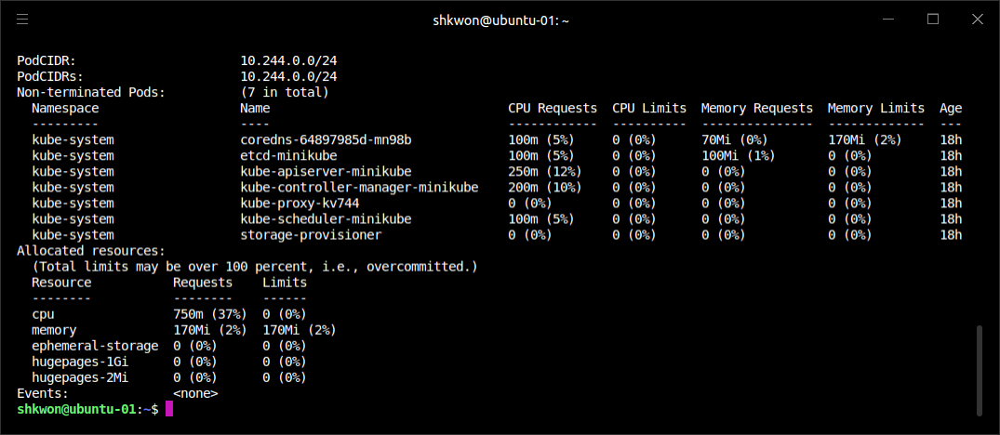 shkwon@ubuntu-01: ~
PodCIDR:                      10.244.0.0/24
PodCIDRs:                     10.244.0.0/24
Non-terminated Pods:          (7 in total)
  Namespace                   Name                                CPU Requests  CPU Limits  Memory Requests  Memory Limits  Age
  ---------                   ----                                ------------  ----------  ---------------  -------------  ---
  kube-system                 coredns-64897985d-mn98b             100m (5%)     0 (0%)      70Mi (0%)        170Mi (2%)     18h
  kube-system                 etcd-minikube                       100m (5%)     0 (0%)      100Mi (1%)       0 (0%)         18h
  kube-system                 kube-apiserver-minikube             250m (12%)    0 (0%)      0 (0%)           0 (0%)         18h
  kube-system                 kube-controller-manager-minikube    200m (10%)    0 (0%)      0 (0%)           0 (0%)         18h
  kube-system                 kube-proxy-kv744                    0 (0%)        0 (0%)      0 (0%)           0 (0%)         18h
  kube-system                 kube-scheduler-minikube             100m (5%)     0 (0%)      0 (0%)           0 (0%)         18h
  kube-system                 storage-provisioner                 0 (0%)        0 (0%)      0 (0%)           0 (0%)         18h
Allocated resources:
  (Total limits may be over 100 percent, i.e., overcommitted.)
  Resource           Requests    Limits
  --------           --------    ------
  cpu                750m (37%)  0 (0%)
  memory             170Mi (2%)  170Mi (2%)
  ephemeral-storage  0 (0%)      0 (0%)
  hugepages-1Gi      0 (0%)      0 (0%)
  hugepages-2Mi      0 (0%)      0 (0%)
Events:              <none>
shkwon@ubuntu-01:~$